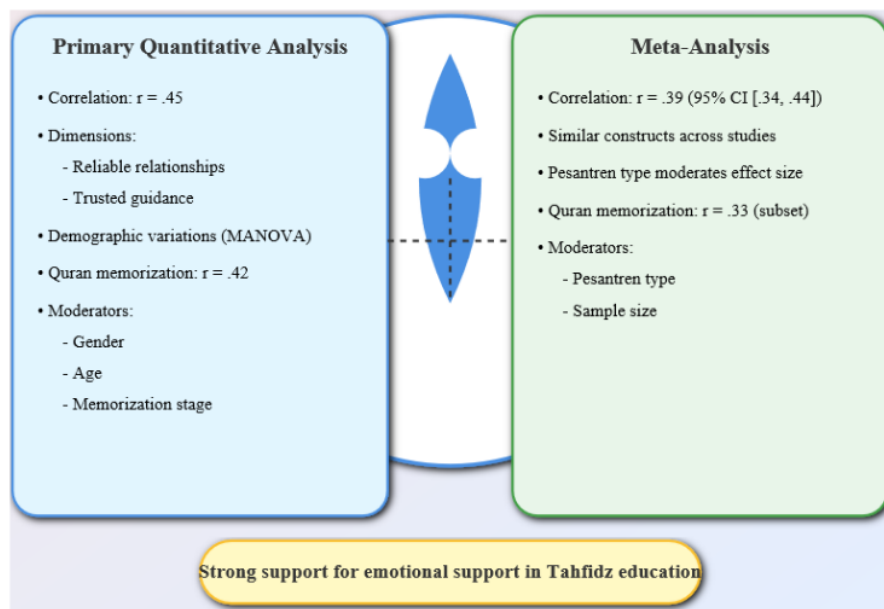 Primary Quantitative Analysis
• Correlation: r = .45
• Dimensions:
- Reliable relationships
- Trusted guidance
• Demographic variations (MANOVA)
• Quran memorization: r = .42
• Moderators:
- Gender
- Age
- Memorization stage
Meta-Analysis
• Correlation: r = .39 (95% CI [.34, .44])
• Similar constructs across studies
• Pesantren type moderates effect size
• Quran memorization: r = .33 (subset)
• Moderators:
- Pesantren type
- Sample size
Strong support for emotional support in Tahfidz education